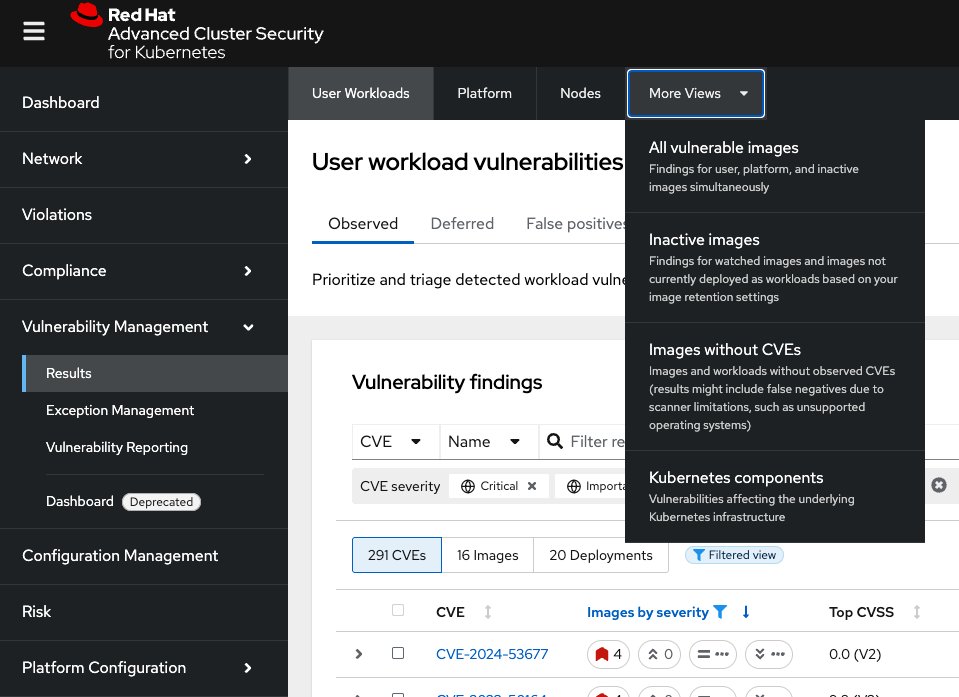 Red Hat
Advanced Cluster Security
for Kubernetes
Dashboard
Network
Violations
Compliance
Vulnerability Management
Results
Exception Management
Vulnerability Reporting
Dashboard Deprecated
Configuration Management
Risk
Platform Configuration
User Workloads Platform Nodes More Views
All vulnerable images
Findings for user, platform, and inactive
images simultaneously
Inactive images
Findings for watched images and images not
currently deployed as workloads based on your
image retention settings
Images without CVEs
Images and workloads without observed CVEs
(results might include false negatives due to
scanner limitations, such as unsupported
operating systems)
Kubernetes components
Vulnerabilities affecting the underlying
Kubernetes infrastructure
User workload vulnerabilities
Observed Deferred False positives
Prioritize and triage detected workload vulne
Vulnerability findings
CVE Name Filter re
CVE severity Critical Importa
291 CVEs 16 Images 20 Deployments Filtered view
CVE Images by severity Top CVSS
CVE-2024-53677 4 0 0.0 (V2)